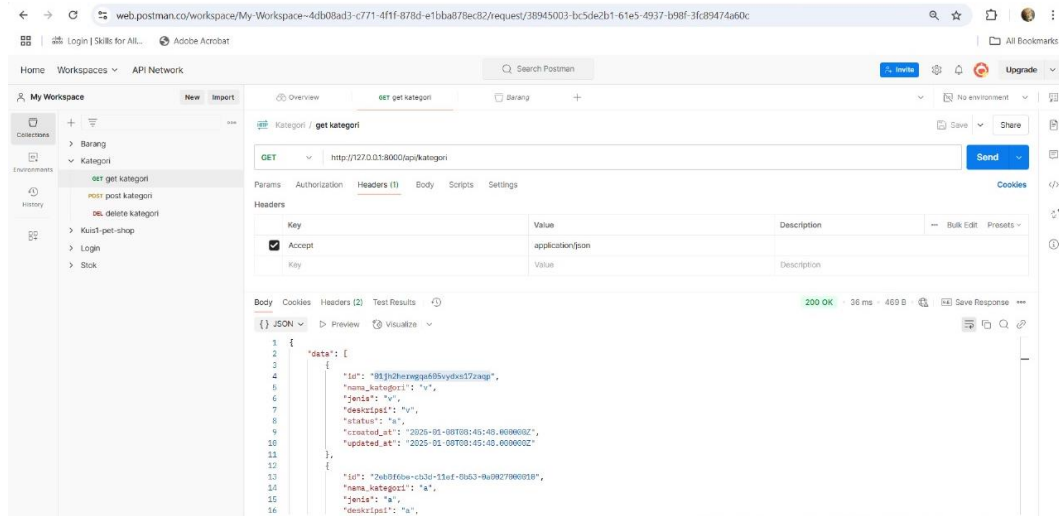 web.postman.co/workspace/My-Workspace~4db08ad3-c771-4f1f-878d-e1bba878ec82/request/38945003-bc5de2b1-61e5-4937-b98f-3fc89474a60c
Login | Skills for All... Adobe Acrobat All Bookmarks
Home Workspaces API Network Search Postman Invite Upgrade
My Workspace New Import Overview GET get kategori Barang No environment
Collections
Environments
History
Barang
Kategori
GET get kategori
POST post kategori
DEL delete kategori
Kuis1-pet-shop
Login
Stok
HTTP Kategori / get kategori Save Share
GET http://127.0.0.1:8000/api/kategori Send
Params Authorization Headers (1) Body Scripts Settings Cookies
Headers
Key Value Description Bulk Edit Presets
Accept application/json
Key Value Description
Body Cookies Headers (2) Test Results 200 OK 36 ms 469 B Save Response
{} JSON Preview Visualize
1 {
2 "data": [
3 {
4 "id":
5 "nama_kategori": "v",
6 "jenis": "v",
7 "deskripsi": "v",
8 "status": "a",
9 "created_at": "2025-01-08T08:45:48.000000Z",
10 "updated_at": "2025-01-08T08:45:48.000000Z"
11 },
12 {
13 "id":
14 "nama_kategori": "a",
15 "jenis": "a",
16 "deskripsi": "a",